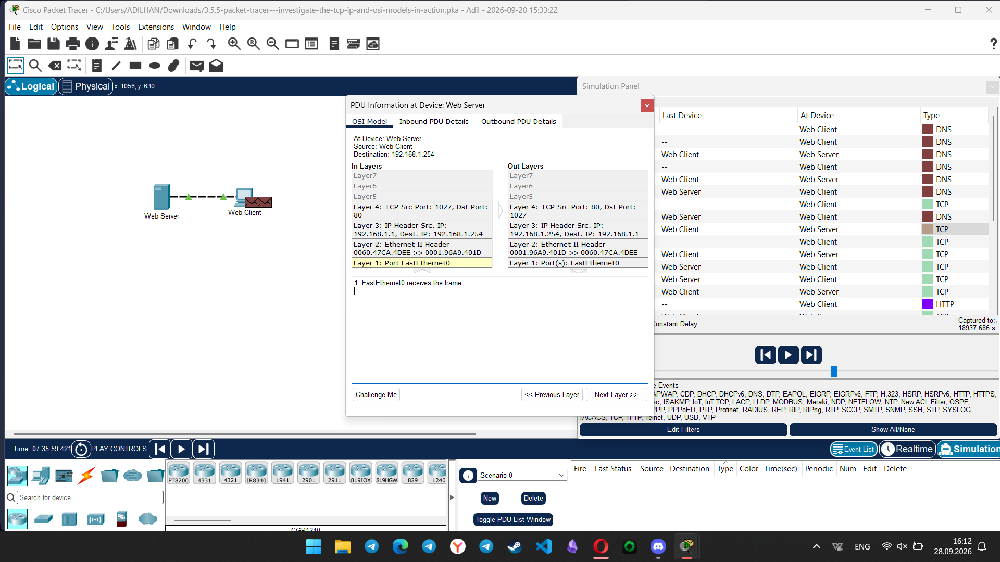 Cisco Packet Tracer - C:/Users/ADILHAN/Downloads/3.5.5-packet-tracer---investigate-the-tcp-ip-and-osi-models-in-action.pka - Adil - 2026-09-28 15:33:22
File Edit Options View Tools Extensions Window Help
Logical Physical x: 1056, y: 630
Simulation Panel
PDU Information at Device: Web Server
OSI Model Inbound PDU Details Outbound PDU Details
At Device: Web Server
Source: Web Client
Destination: 192.168.1.254
In Layers
Layer7
Layer6
Layer5
Layer 4: TCP Src Port: 1027, Dst Port:
80
Layer 3: IP Header Src. IP:
192.168.1.1, Dest. IP: 192.168.1.254
Layer 2: Ethernet II Header
0060.47CA.4DEE >> 0001.96A9.401D
Layer 1: Port FastEthernet0
Out Layers
Layer7
Layer6
Layer5
Layer 4: TCP Src Port: 80, Dst Port:
1027
Layer 3: IP Header Src. IP:
192.168.1.254, Dest. IP: 192.168.1.1
Layer 2: Ethernet II Header
0001.96A9.401D >> 0060.47CA.4DEE
Layer 1: Port(s): FastEthernet0
1. FastEthernet0 receives the frame.
Challenge Me << Previous Layer Next Layer >>
Web Server
Web Client
Last Device At Device Type
-- Web Client DNS
-- Web Client DNS
Web Client Web Server DNS
-- Web Client DNS
Web Client Web Server DNS
Web Server Web Client DNS
-- Web Client TCP
Web Server Web Client DNS
Web Client Web Server TCP
-- Web Client TCP
Web Client Web Server TCP
Web Server Web Client TCP
Web Server Web Client TCP
Web Client Web Server TCP
-- Web Client HTTP
Constant Delay
Captured to:
18937.686 s
Events
APWAP, CDP, DHCP, DHCPv6, DNS, DTP, EAPOL, EIGRP, EIGRPv6, FTP, H.323, HSRP, HSRPv6, HTTP, HTTPS,
ISAKMP, IoT, IoT TCP, LACP, LLDP, MODBUS, Meraki, NDP, NETFLOW, NTP, New ACL Filter, OSPF,
PPP, PPPoED, PTP, Profinet, RADIUS, REP, RIP, RIPng, RTP, SCCP, SMTP, SNMP, SSH, STP, SYSLOG,
TACACS, TCP, TFTP, Telnet, UDP, USB, VTP
Edit Filters Show All/None
Time: 07:35:59.421 PLAY CONTROLS:
Event List Realtime Simulation
PT8200 4331 4321 IR8340 1941 2901 2911 819IOX 819HGW 829 1240
Search for device
CGR1240
Scenario 0
New Delete
Toggle PDU List Window
Fire Last Status Source Destination Type Color Time(sec) Periodic Num Edit Delete
ENG
16:12
28.09.2026